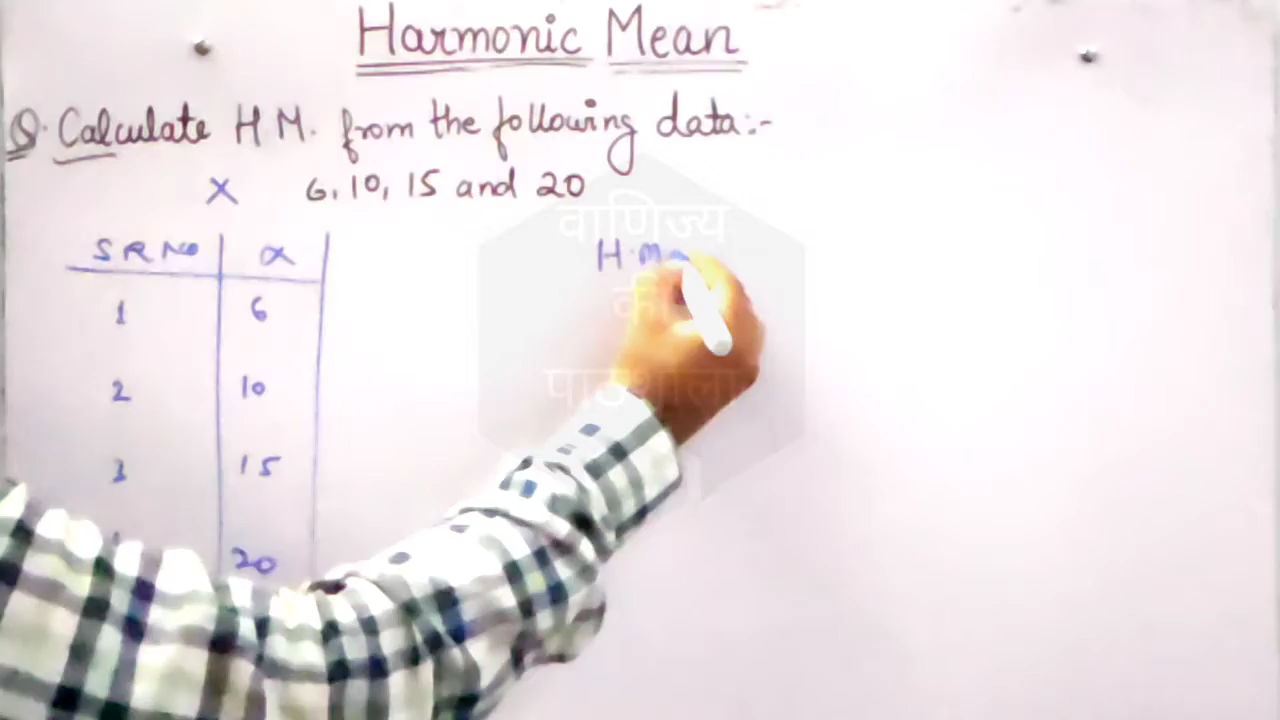 Harmonic Mean
Q. Calculate H M. from the following data:-
X 6, 10, 15 and 20
SR No x
1 6
2 10
3 15
20
H.M
वाणिज्य
की
पाठशाला